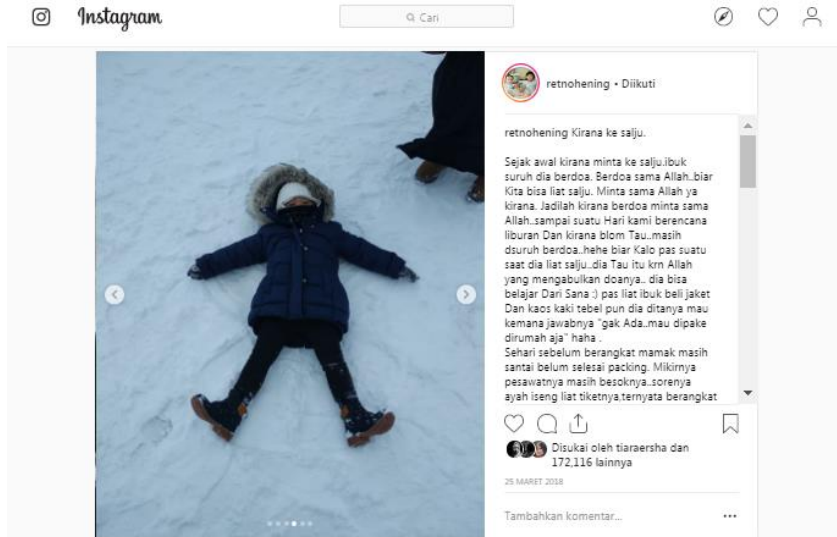 Instagram
Cari
retnohening • Diikuti
retnohening Kirana ke salju.
Sejak awal kirana minta ke salju.ibuk
suruh dia berdoa. Berdoa sama Allah..biar
Kita bisa liat salju. Minta sama Allah ya
kirana. Jadilah kirana berdoa minta sama
Allah..sampai suatu Hari kami berencana
liburan Dan kirana blom Tau..masih
dsuruh berdoa..hehe biar Kalo pas suatu
saat dia liat salju..dia Tau itu krn Allah
yang mengabulkan doanya.. dia bisa
belajar Dari Sana :) pas liat ibuk beli jaket
Dan kaos kaki tebel pun dia ditanya mau
kemana jawabnya "gak Ada..mau dipake
dirumah aja" haha .
Sehari sebelum berangkat mamak masih
santai belum selesai packing. Mikirnya
pesawatnya masih besoknya..sorenya
ayah iseng liat tiketnya,ternyata berangkat
Disukai oleh tiaraersha dan
172,116 lainnya
25 MARET 2018
Tambahkan komentar...